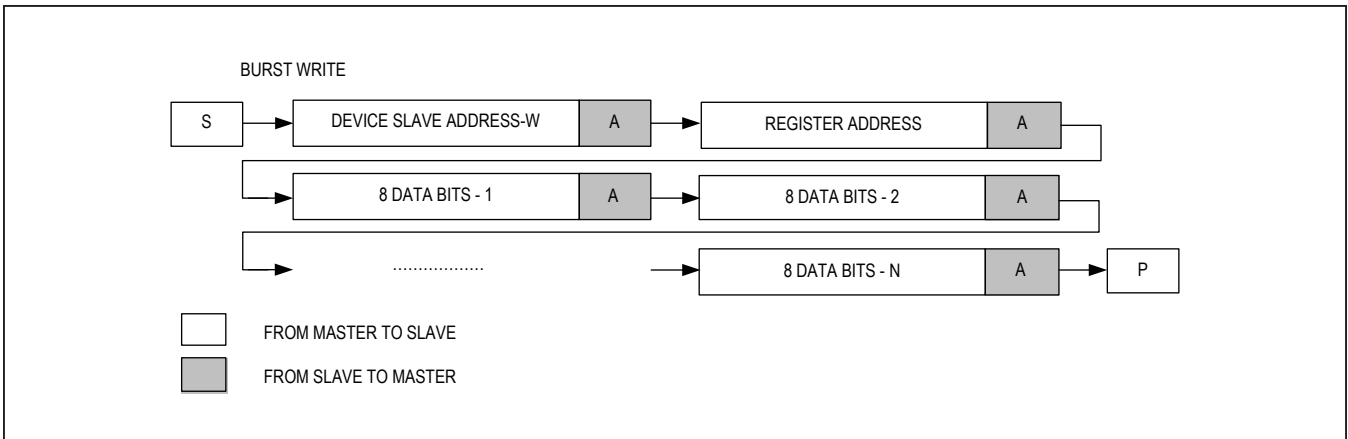 BURST WRITE
S DEVICE SLAVE ADDRESS-W A REGISTER ADDRESS A
8 DATA BITS - 1 A 8 DATA BITS - 2 A
.................. 8 DATA BITS - N A P
FROM MASTER TO SLAVE
FROM SLAVE TO MASTER